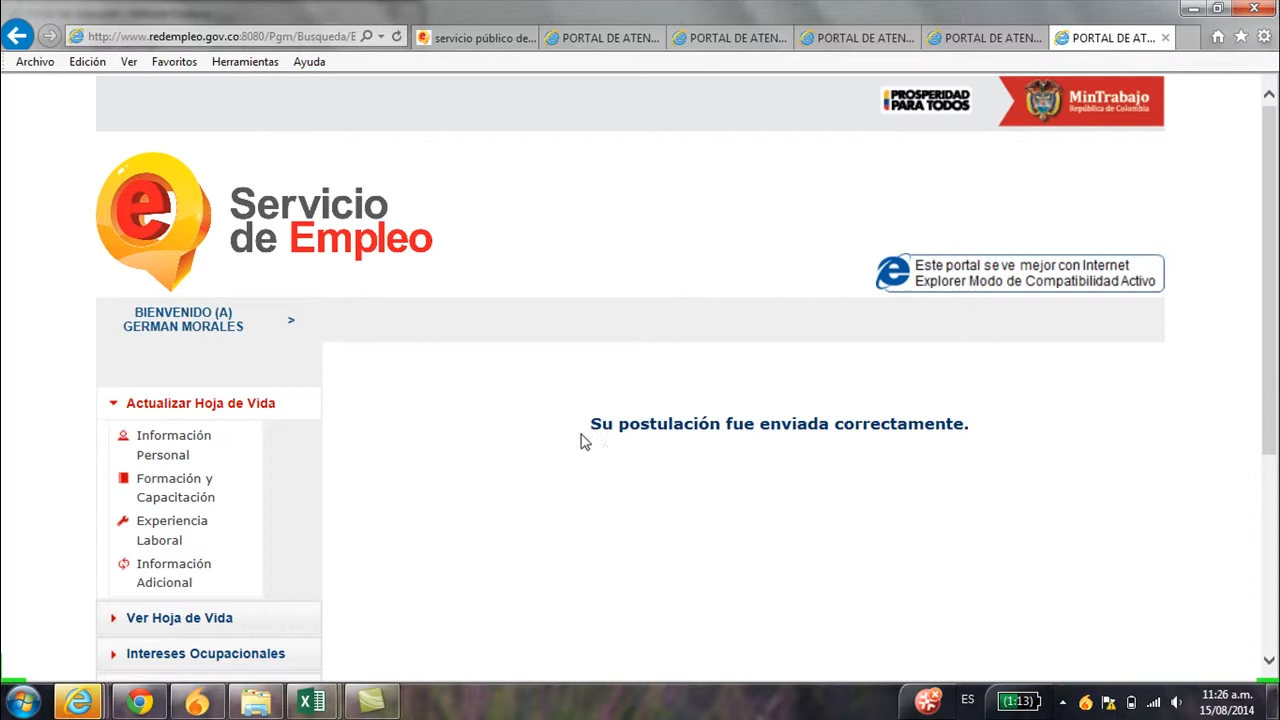 http://www.redempleo.gov.co:8080/Pgm/Busqueda/E
servicio público de...
PORTAL DE ATEN...
PORTAL DE ATEN...
PORTAL DE ATEN...
PORTAL DE ATEN...
PORTAL DE AT...
Archivo Edición Ver Favoritos Herramientas Ayuda
PROSPERIDAD
PARA TODOS
MinTrabajo
República de Colombia
e
Servicio
de Empleo
Este portal se ve mejor con Internet
Explorer Modo de Compatibilidad Activo
BIENVENIDO (A)
GERMAN MORALES
>
Actualizar Hoja de Vida
Información
Personal
Formación y
Capacitación
Experiencia
Laboral
Información
Adicional
Ver Hoja de Vida
Intereses Ocupacionales
Su postulación fue enviada correctamente.
ES
(1:13)
11:26 a.m.
15/08/2014